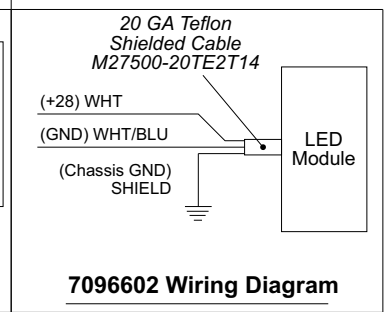 20 GA Teflon
Shielded Cable
M27500-20TE2T14
(+28) WHT
(GND) WHT/BLU
(Chassis GND)
SHIELD
LED
Module
7096602 Wiring Diagram